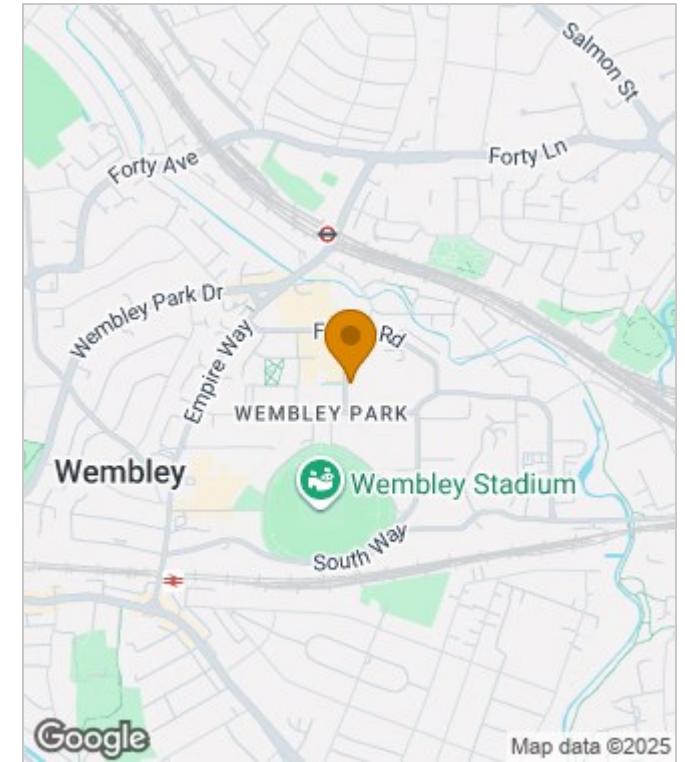 Salmon St
Forty Ave
Forty Ln
Wembley Park Dr
Rd
Empire Way
WEMBLEY PARK
Wembley
Wembley Stadium
South Way
Google
Map data ©2025